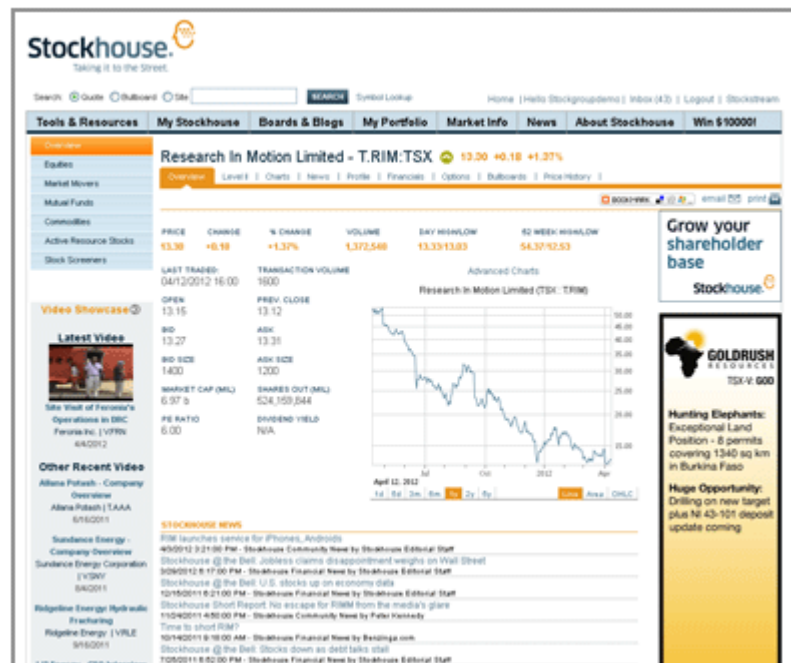 Stockhouse.
Taking it to the Street.
Search: Quote Bullboard Site SEARCH Symbol Lookup
Home | Hello Stockgroupdemo | Inbox (43) | Logout | Stockstream
Tools & Resources My Stockhouse Boards & Blogs My Portfolio Market Info News About Stockhouse Win $10000!
Overview
Equities
Market Movers
Mutual Funds
Commodities
Active Resource Stocks
Stock Screeners
Research In Motion Limited - T.RIM:TSX 13.30 +0.18 +1.37%
Overview Level II | Charts | News | Profile | Financials | Options | Bullboards | Price History |
BOOKMARK email print
PRICE CHANGE % CHANGE VOLUME DAY HIGH/LOW 52 WEEK HIGH/LOW
13.30 +0.18 +1.37% 1,372,548 13.33/13.03 54.37/12.53
LAST TRADED: TRANSACTION VOLUME
04/12/2012 16:00 1600
OPEN PREV. CLOSE
13.15 13.12
BID ASK
13.27 13.31
BID SIZE ASK SIZE
1400 1200
MARKET CAP (MIL) SHARES OUT (MIL)
6.97 b 524,159,844
PE RATIO DIVIDEND YIELD
6.00 N/A
Advanced Charts
Research In Motion Limited (TSX : T.RIM)
50.00
45.00
40.00
35.00
30.00
25.00
20.00
15.00
Jul Oct 2012 Apr
April 12, 2012
1d 5d 3m 6m 1y 2y 5y Line Area OHLC
STOCKHOUSE NEWS
RIM launches service for iPhones, Androids
4/3/2012 3:21:00 PM - Stockhouse Community News by Stockhouse Editorial Staff
Stockhouse @ the Bell: Jobless claims disappointment weighs on Wall Street
3/29/2012 5:17:00 PM - Stockhouse Financial News by Stockhouse Editorial Staff
Stockhouse @ the Bell: U.S. stocks up on economy data
12/15/2011 6:21:00 PM - Stockhouse Financial News by Stockhouse Editorial Staff
Stockhouse Short Report: No escape for RIMM from the media's glare
11/24/2011 4:50:00 PM - Stockhouse Community News by Peter Kennedy
Time to short RIM?
10/14/2011 9:18:00 AM - Stockhouse Financial News by Benzinga.com
Stockhouse @ the Bell: Stocks down as debt talks stall
7/25/2011 5:52:00 PM - Stockhouse Financial News by Stockhouse Editorial Staff
Video Showcase
Latest Video
Site Visit of Feronia's
Operations in DRC
Feronia Inc. | V.FRN
4/4/2012
Other Recent Video
Allana Potash - Company
Overview
Allana Potash | T.AAA
6/16/2011
Sundance Energy -
Company Overview
Sundance Energy Corporation
| V.SNY
8/4/2011
Ridgeline Energy: Hydraulic
Fracturing
Ridgeline Energy | V.RLE
9/16/2011
Grow your
shareholder
base
Stockhouse.
GOLDRUSH
RESOURCES
TSX-V: GOD
Hunting Elephants:
Exceptional Land
Position - 8 permits
covering 1340 sq km
in Burkina Faso
Huge Opportunity:
Drilling on new target
plus NI 43-101 deposit
update coming